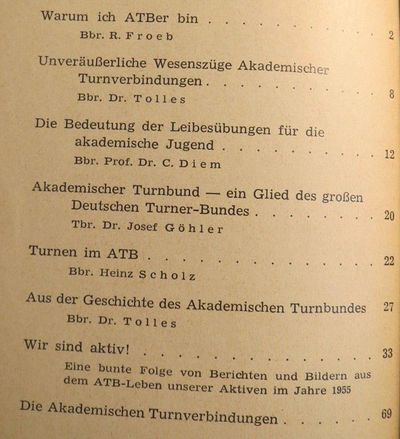 Warum ich ATBer bin . . . . . . . . . 2
Bbr. R. Froeb
Unveräußerliche Wesenszüge Akademischer
Turnverbindungen . . . . . . . . . . 8
Bbr. Dr. Tolles
Die Bedeutung der Leibesübungen für die
akademische Jugend . . . . . . . . . 12
Bbr. Prof. Dr. C. Diem
Akademischer Turnbund — ein Glied des großen
Deutschen Turner-Bundes . . . . . . . 20
Tbr. Dr. Josef Göhler
Turnen im ATB . . . . . . . . . . . . 22
Bbr. Heinz Scholz
Aus der Geschichte des Akademischen Turnbundes 27
Bbr. Dr. Tolles
Wir sind aktiv! . . . . . . . . . . . 33
Eine bunte Folge von Berichten und Bildern aus
dem ATB-Leben unserer Aktiven im Jahre 1955
Die Akademischen Turnverbindungen . . . . . 69